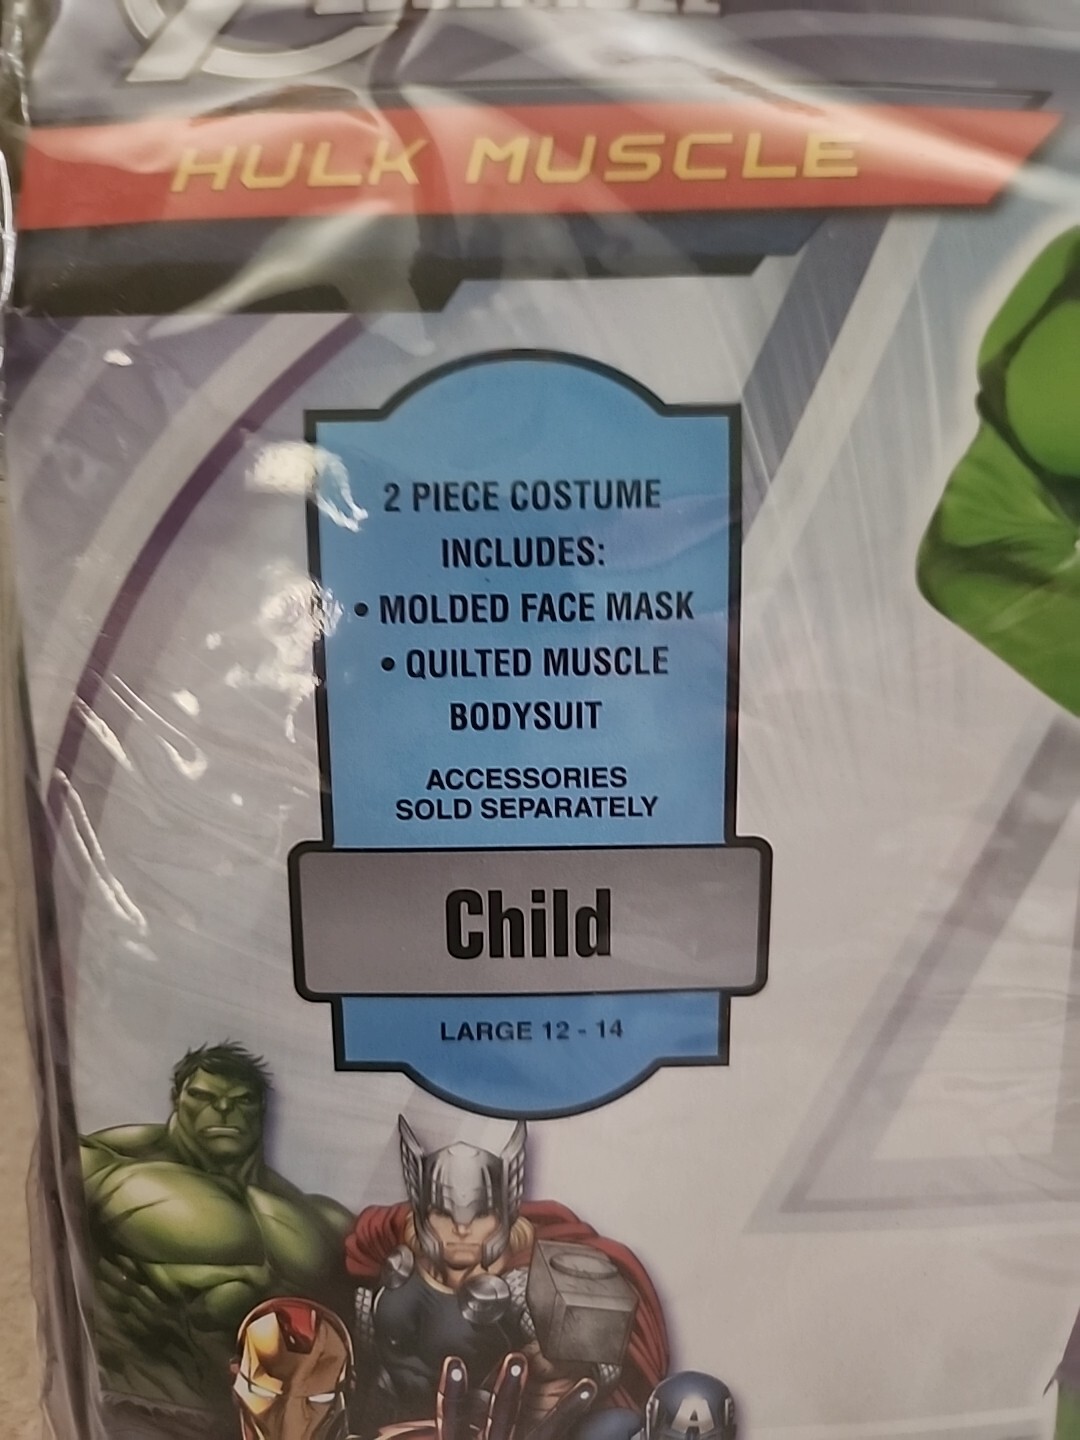 HULK MUSCLE
2 PIECE COSTUME
INCLUDES:
• MOLDED FACE MASK
• QUILTED MUSCLE
BODYSUIT
ACCESSORIES
SOLD SEPARATELY
Child
LARGE 12 - 14
A